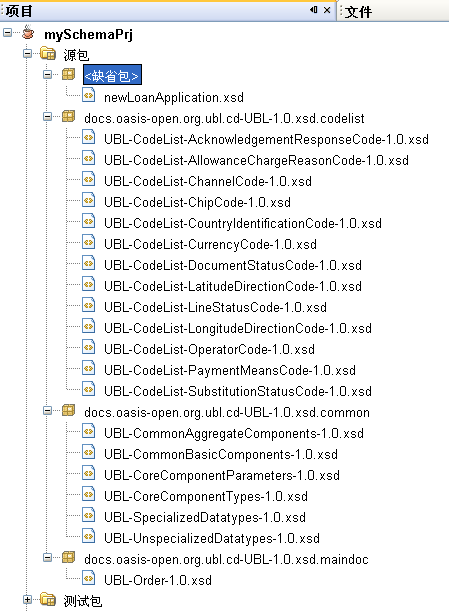 项目
文件
mySchemaPrj
源包
<缺省包>
newLoanApplication.xsd
docs.oasis-open.org.ubl.cd-UBL-1.0.xsd.codelist
UBL-CodeList-AcknowledgementResponseCode-1.0.xsd
UBL-CodeList-AllowanceChargeReasonCode-1.0.xsd
UBL-CodeList-ChannelCode-1.0.xsd
UBL-CodeList-ChipCode-1.0.xsd
UBL-CodeList-CountryIdentificationCode-1.0.xsd
UBL-CodeList-CurrencyCode-1.0.xsd
UBL-CodeList-DocumentStatusCode-1.0.xsd
UBL-CodeList-LatitudeDirectionCode-1.0.xsd
UBL-CodeList-LineStatusCode-1.0.xsd
UBL-CodeList-LongitudeDirectionCode-1.0.xsd
UBL-CodeList-OperatorCode-1.0.xsd
UBL-CodeList-PaymentMeansCode-1.0.xsd
UBL-CodeList-SubstitutionStatusCode-1.0.xsd
docs.oasis-open.org.ubl.cd-UBL-1.0.xsd.common
UBL-CommonAggregateComponents-1.0.xsd
UBL-CommonBasicComponents-1.0.xsd
UBL-CoreComponentParameters-1.0.xsd
UBL-CoreComponentTypes-1.0.xsd
UBL-SpecializedDatatypes-1.0.xsd
UBL-UnspecializedDatatypes-1.0.xsd
docs.oasis-open.org.ubl.cd-UBL-1.0.xsd.maindoc
UBL-Order-1.0.xsd
测试包